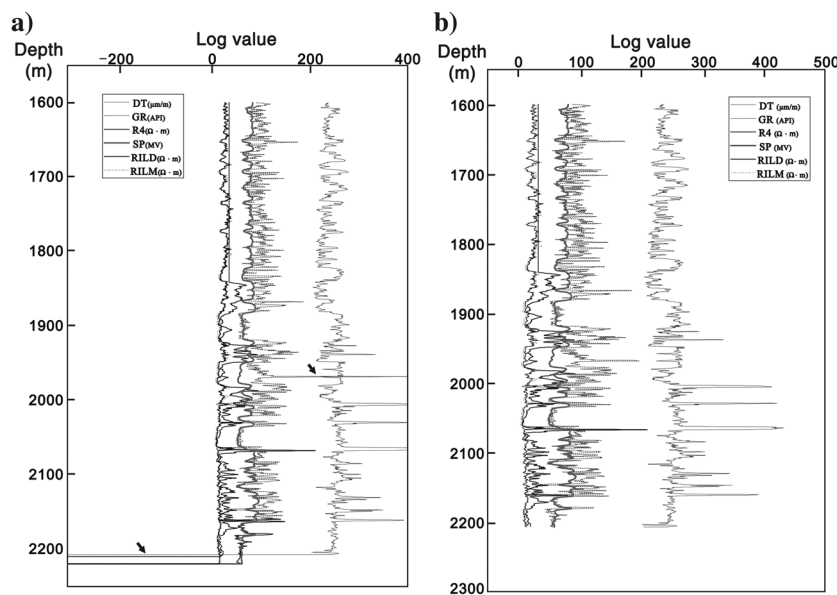 a)
Log value
Depth
(m)
−200
0
200
400
1600
1700
1800
1900
2000
2100
2200
DT(μm/m)
GR(API)
R4(Ω · m)
SP(MV)
RILD(Ω · m)
RILM(Ω · m)
b)
Log value
Depth
(m)
0
100
200
300
400
500
1600
1700
1800
1900
2000
2100
2200
2300
DT(μm/m)
GR(API)
R4(Ω · m)
SP(MV)
RILD(Ω · m)
RILM(Ω · m)